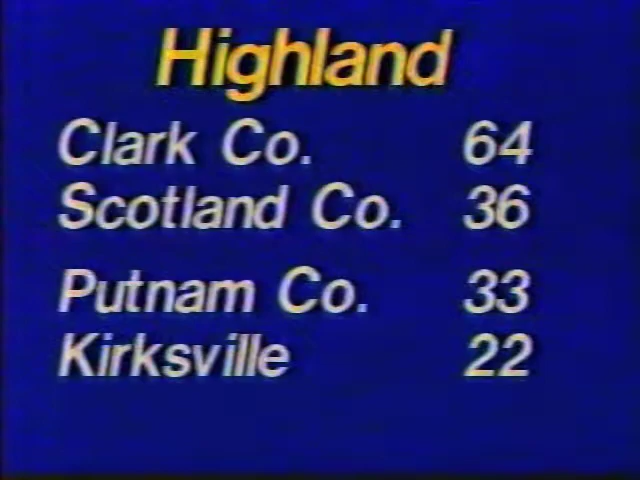 Highland
Clark Co. 64
Scotland Co. 36
Putnam Co. 33
Kirksville 22